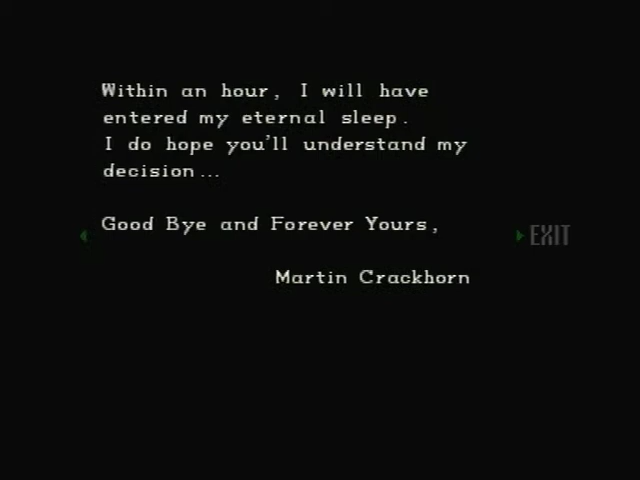 Within an hour, I will have
entered my eternal sleep.
I do hope you'll understand my
decision...
Good Bye and Forever Yours,
EXIT
Martin Crackhorn